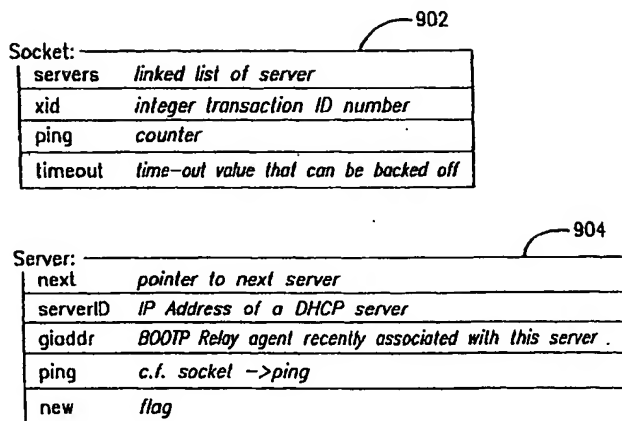 902
Socket:
servers linked list of server
xid integer transaction ID number
ping counter
timeout time-out value that can be backed off
904
Server:
next pointer to next server
serverID IP Address of a DHCP server
giaddr BOOTP Relay agent recently associated with this server .
ping c.f. socket ->ping
new flag